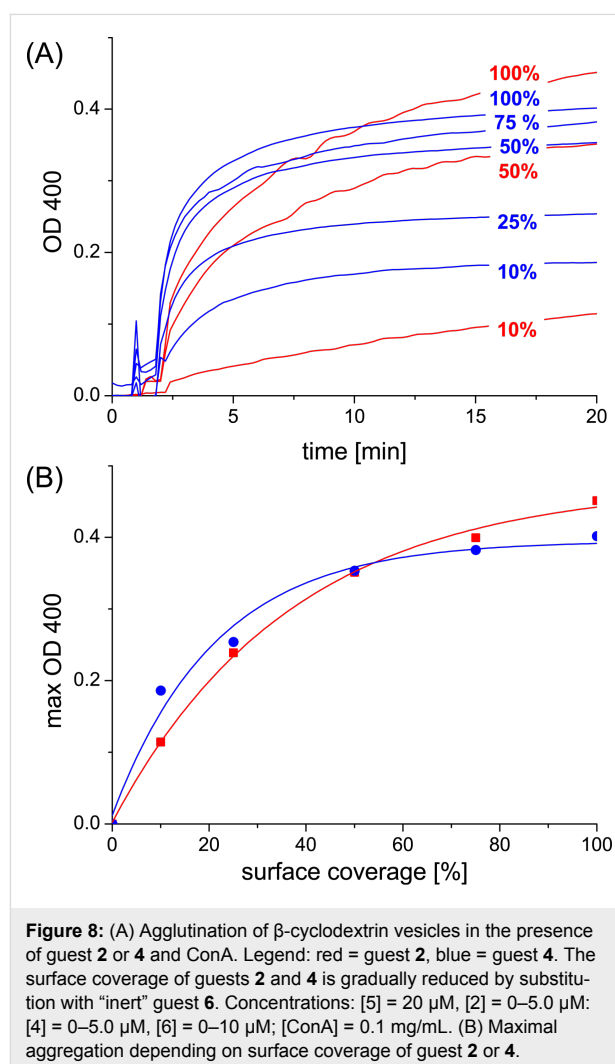 (A)
0.4
0.2
0.0
OD 400
100%
100%
75 %
50%
50%
25%
10%
10%
0
5
10
15
20
time [min]
(B)
0.4
0.2
0.0
max OD 400
0
20
40
60
80
100
surface coverage [%]
Figure 8: (A) Agglutination of β-cyclodextrin vesicles in the presence
of guest 2 or 4 and ConA. Legend: red = guest 2, blue = guest 4. The
surface coverage of guests 2 and 4 is gradually reduced by substitu-
tion with “inert” guest 6. Concentrations: [5] = 20 μM, [2] = 0–5.0 μM:
[4] = 0–5.0 μM, [6] = 0–10 μM; [ConA] = 0.1 mg/mL. (B) Maximal
aggregation depending on surface coverage of guest 2 or 4.